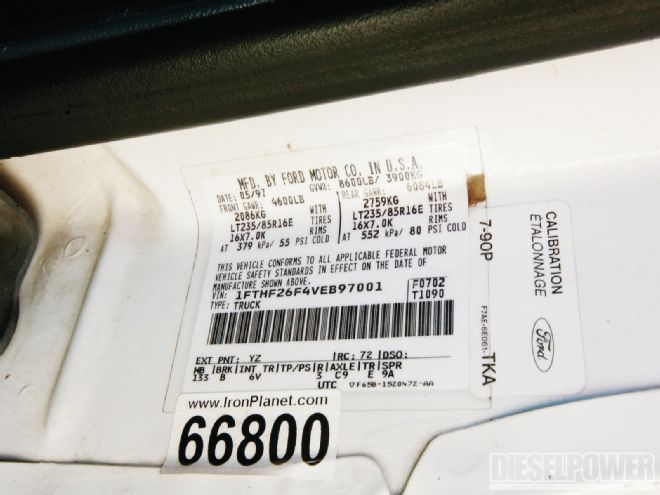 MFD. BY FORD MOTOR CO. IN U.S.A.
DATE: 05/97 GVWR: 8600LB/ 3900KG
FRONT GAWR: 4600LB REAR GAWR: 6084LB
2086KG WITH 2759KG WITH
LT235/85R16E TIRES LT235/85R16E TIRES
16X7.0K RIMS 16X7.0K RIMS
AT 379 kPa/ 55 PSI COLD AT 552 kPa/ 80 PSI COLD
THIS VEHICLE CONFORMS TO ALL APPLICABLE FEDERAL MOTOR
VEHICLE SAFETY STANDARDS IN EFFECT ON THE DATE OF
MANUFACTURE SHOWN ABOVE.
VIN: 1FTHF26F4VEB97001 F0702
TYPE: TRUCK T1090
EXT PNT: YZ RC: 72 DSO:
WB BRK INT TR TP/PS R AXLE TR SPR
133 B 6V 3 C9 E 9A
UTC
7-90P
F7AE-6E061-TKA
CALIBRATION
ÉTALONNAGE
Ford
www.IronPlanet.com
66800
DIESELPOWER